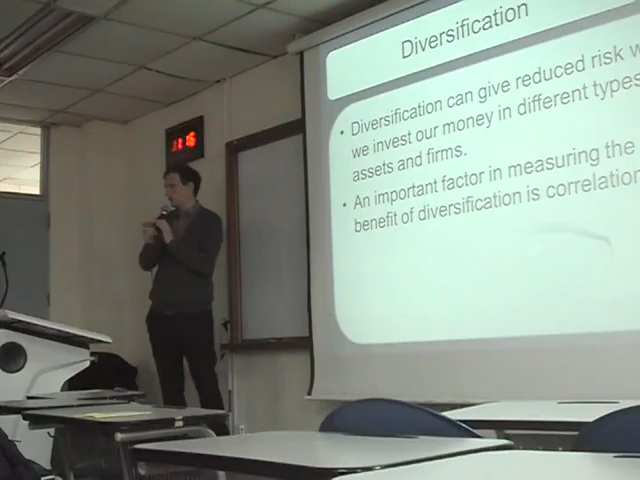 Diversification
• Diversification can give reduced risk w
we invest our money in different types
assets and firms.
• An important factor in measuring the
benefit of diversification is correlation